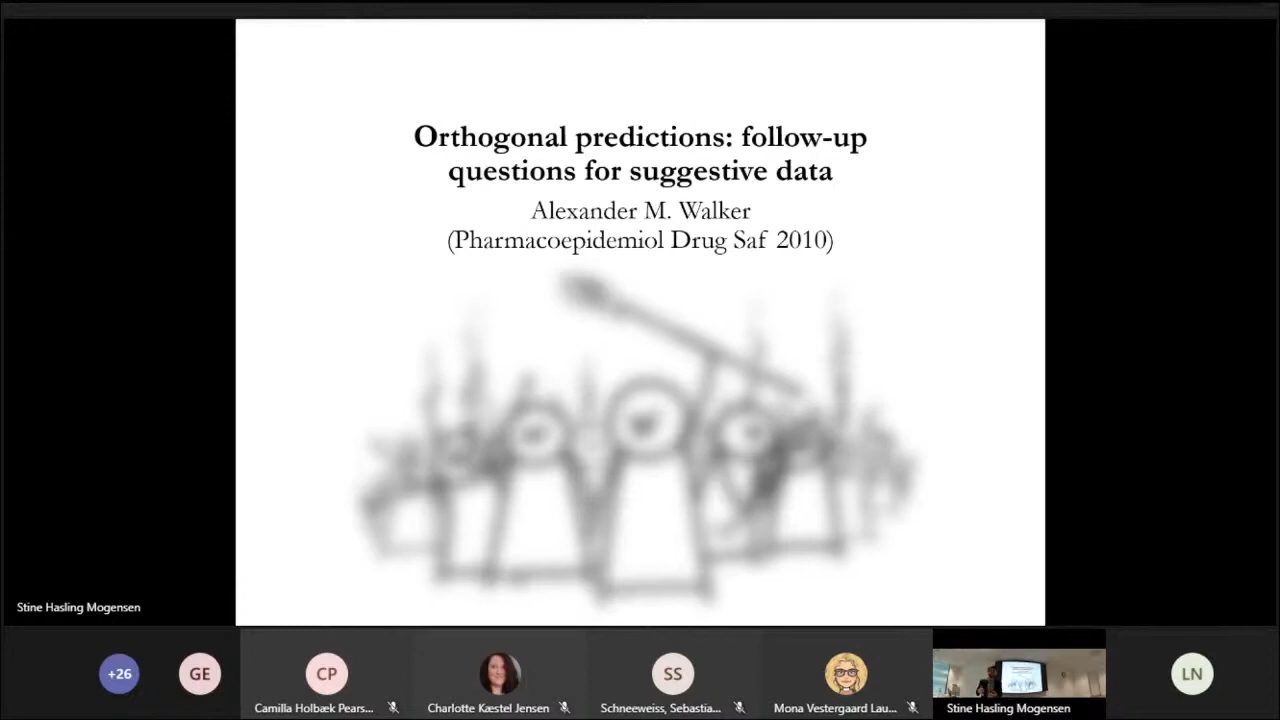 Orthogonal predictions: follow-up
questions for suggestive data
Alexander M. Walker
(Pharmacoepidemiol Drug Saf 2010)
Stine Hasling Mogensen
+26
GE
CP
SS
LN
Camilla Holbæk Pears...
Charlotte Kæstel Jensen
Schneeweiss, Sebastia...
Mona Vestergaard Lau...
Stine Hasling Mogensen